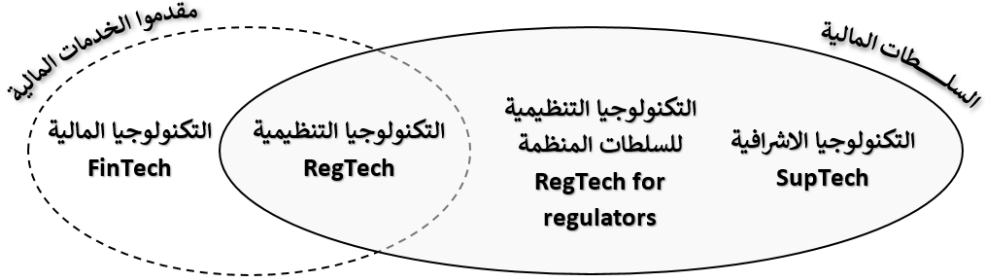 مقدموا الخدمات المالية
السلطات المالية
التكنولوجيا المالية
FinTech
التكنولوجيا التنظيمية
RegTech
التكنولوجيا التنظيمية
للسلطات المنظمة
RegTech for
regulators
التكنولوجيا الاشرافية
SupTech